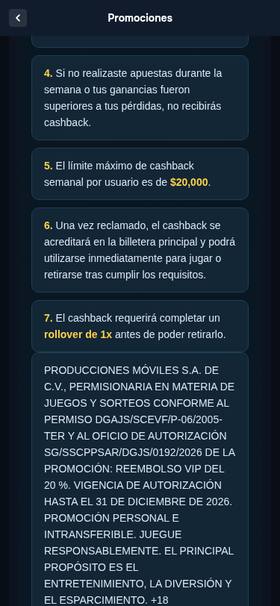 Promociones
4. Si no realizaste apuestas durante la
semana o tus ganancias fueron
superiores a tus pérdidas, no recibirás
cashback.
5. El límite máximo de cashback
semanal por usuario es de $20,000.
6. Una vez reclamado, el cashback se
acreditará en la billetera principal y podrá
utilizarse inmediatamente para jugar o
retirarse tras cumplir los requisitos.
7. El cashback requerirá completar un
rollover de 1x antes de poder retirarlo.
PRODUCCIONES MÓVILES S.A. DE
C.V., PERMISIONARIA EN MATERIA DE
JUEGOS Y SORTEOS CONFORME AL
PERMISO DGAJS/SCEVF/P-06/2005-
TER Y AL OFICIO DE AUTORIZACIÓN
SG/SSCPPSAR/DGJS/0192/2026 DE LA
PROMOCIÓN: REEMBOLSO VIP DEL
20 %. VIGENCIA DE AUTORIZACIÓN
HASTA EL 31 DE DICIEMBRE DE 2026.
PROMOCIÓN PERSONAL E
INTRANSFERIBLE. JUEGUE
RESPONSABLEMENTE. EL PRINCIPAL
PROPÓSITO ES EL
ENTRETENIMIENTO, LA DIVERSIÓN Y
EL ESPARCIMIENTO. +18